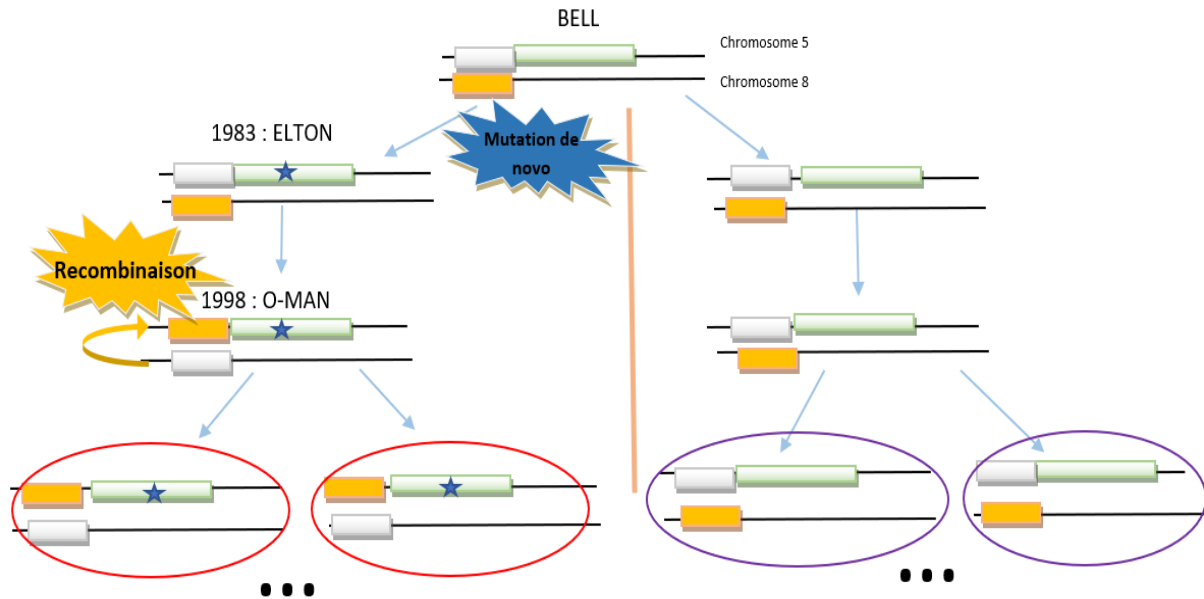 BELL
Chromosome 5
Chromosome 8
1983 : ELTON
Mutation de
novo
Recombinaison
1998 : O-MAN
...
...